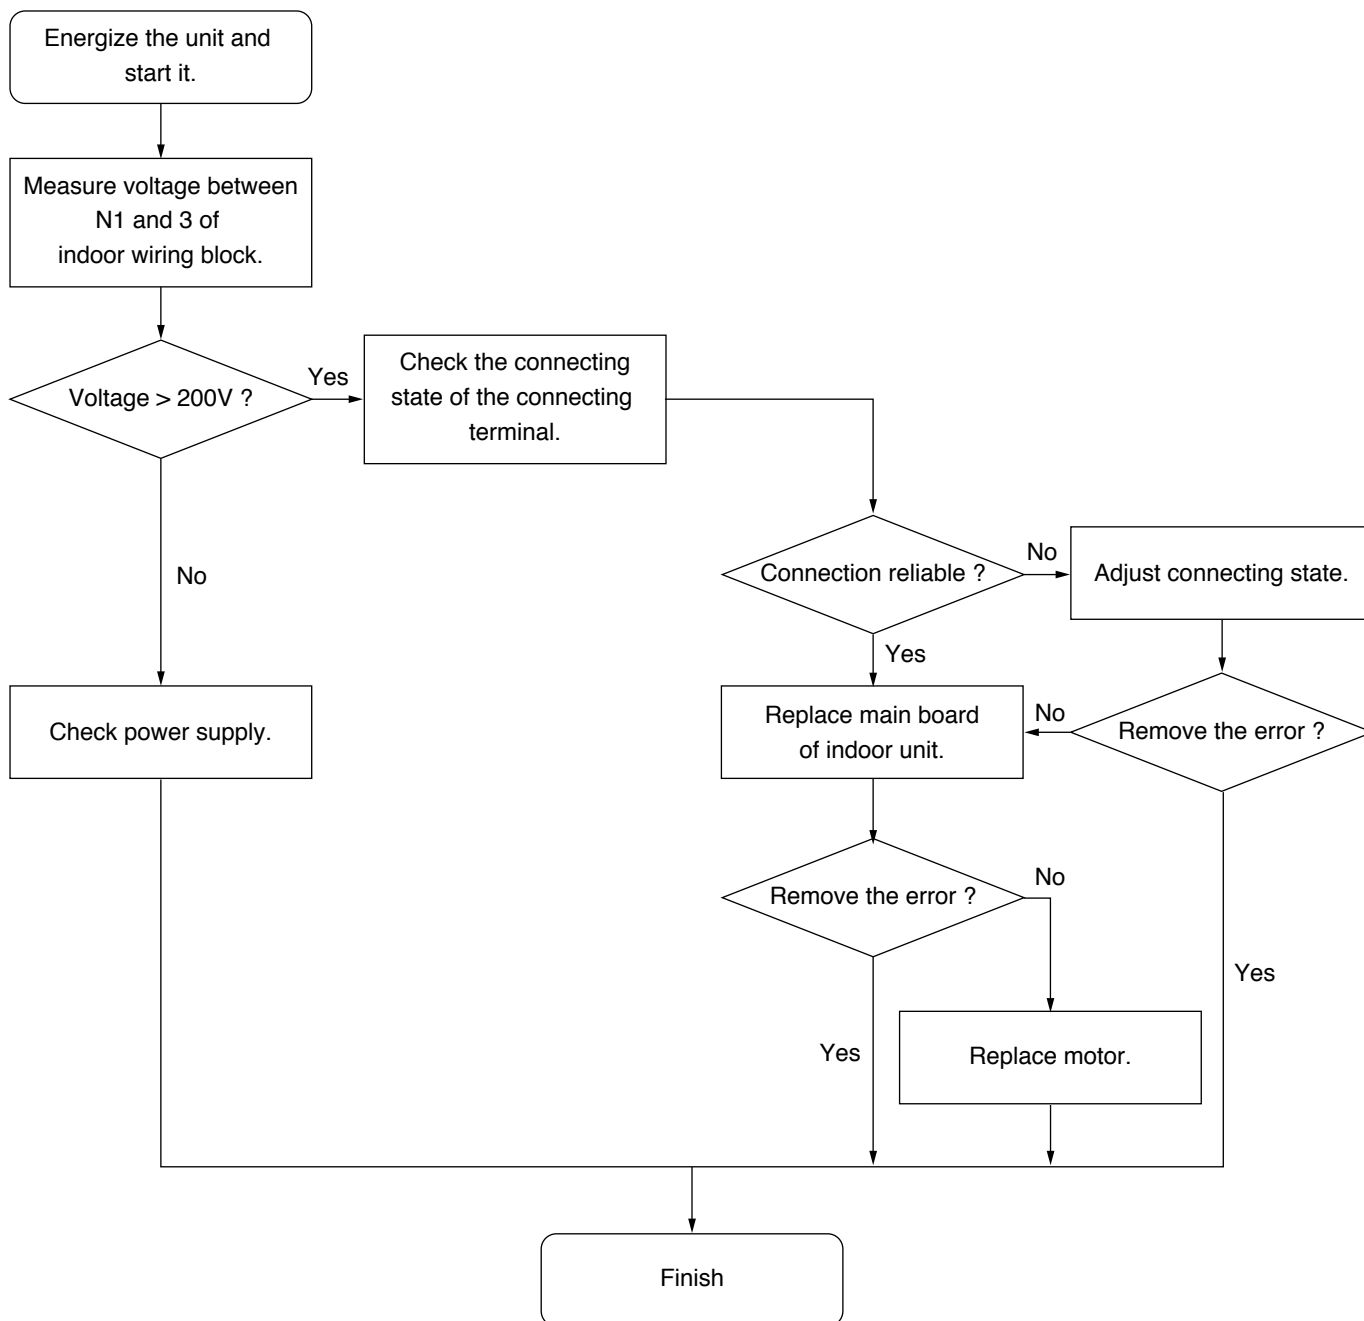 Energize the unit and
start it.
Measure voltage between
N1 and 3 of
indoor wiring block.
Voltage > 200V ?
Yes
Check the connecting
state of the connecting
terminal.
No
Connection reliable ?
No
Adjust connecting state.
Yes
Check power supply.
Replace main board
of indoor unit.
No
Remove the error ?
Remove the error ?
No
Yes
Yes
Replace motor.
Finish